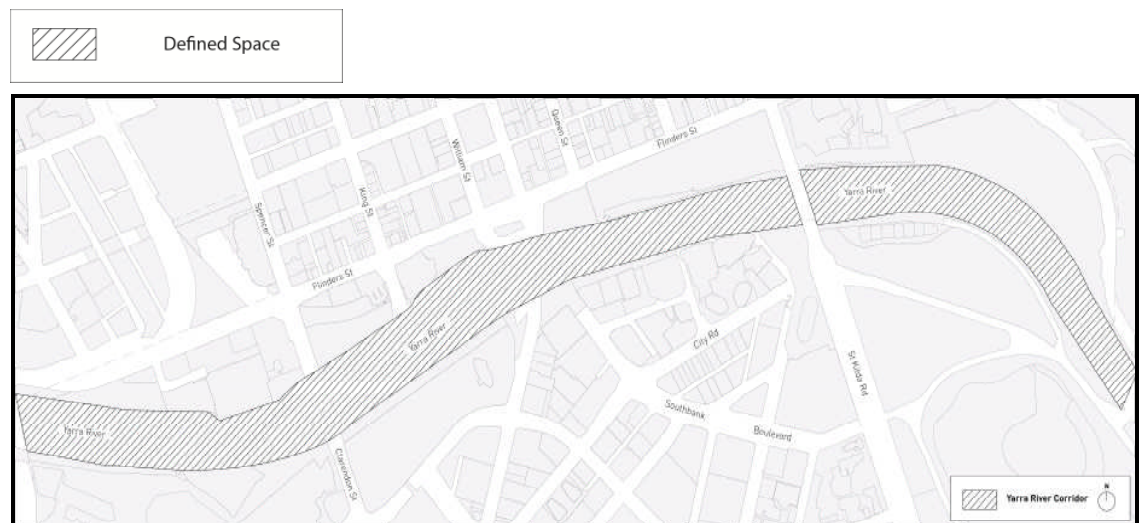 Defined Space
Queen St
Flinders St
William St
King St
Spencer St
Flinders St
Yarra River
Yarra River
Yarra River
City Rd
St Kilda Rd
Southbank
Boulevard
Clarendon St
N
Yarra River Corridor